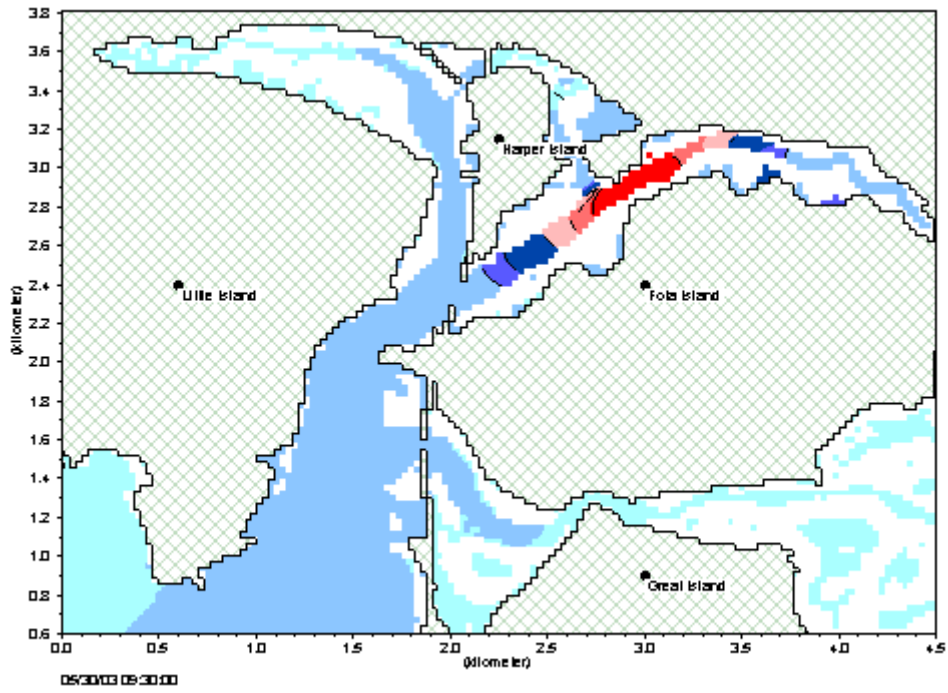 3.8
3.6
3.4
3.2
3.0
2.8
2.6
2.4
2.2
2.0
1.8
1.6
1.4
1.2
1.0
0.8
0.6
(kilometer)
Harper Island
Little Island
Fota Island
Great Island
0.0 0.5 1.0 1.5 2.0 2.5 3.0 3.5 4.0 4.5
(kilometer)
05/30/03 09:30:00